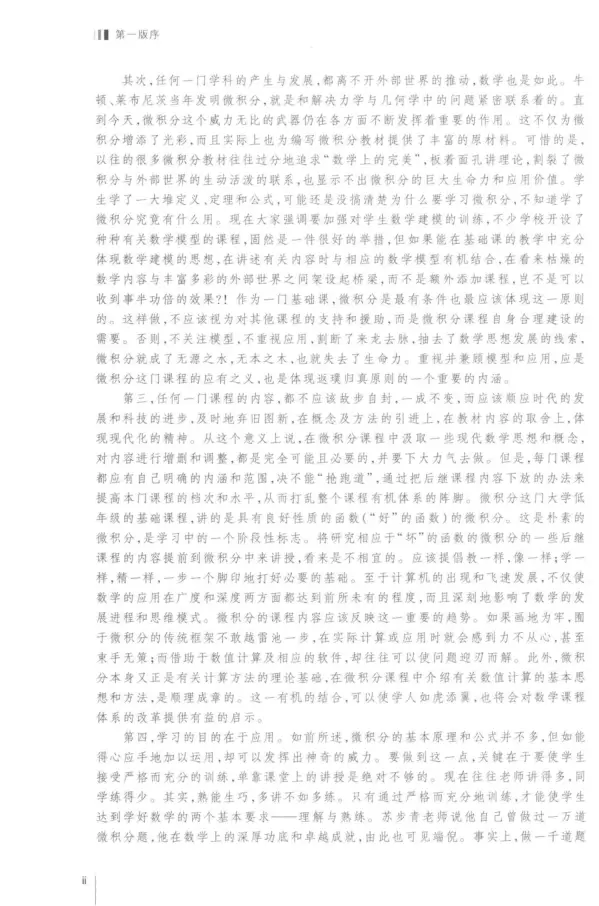 第一版序
其次,任何一门学科的产生与发展,都离不开外部世界的推动,数学也是如此。牛
顿、莱布尼茨当年发明微积分,就是和解决力学与几何学中的问题紧密联系着的。直
到今天,微积分这个威力无比的武器仍在各方面不断发挥着重要的作用。这不仅为微
积分增添了光彩,而且实际上也为编写微积分教材提供了丰富的原材料。可惜的是,
以往的很多微积分教材往往过分地追求“数学上的完美”,板着面孔讲理论,割裂了微
积分与外部世界的生动活泼的联系,也显示不出微积分的巨大生命力和应用价值。学
生学了一大堆定义、定理和公式,可能还是没搞清楚为什么要学习微积分,不知道学了
微积分究竟有什么用。现在大家强调要加强对学生数学建模的训练,不少学校开设了
种种有关数学模型的课程,固然是一件很好的举措,但如果能在基础课的教学中充分
体现数学建模的思想,在讲述有关内容时与相应的数学模型有机结合,在看来枯燥的
数学内容与丰富多彩的外部世界之间架设起桥梁,而不是额外添加课程,岂不是可以
收到事半功倍的效果?!作为一门基础课,微积分是最有条件也最应该体现这一原则
的。这样做,不应该视为对其他课程的支持和援助,而是微积分课程自身合理建设的
需要。否则,不关注模型,不重视应用,割断了来龙去脉,抽去了数学思想发展的线索,
微积分就成了无源之水,无本之木,也就失去了生命力。重视并兼顾模型和应用,应是
微积分这门课程的应有之义,也是体现返璞归真原则的一个重要的内涵。
第三,任何一门课程的内容,都不应该故步自封,一成不变,而应该顺应时代的发
展和科技的进步,及时地弃旧图新,在概念及方法的引进上,在教材内容的取舍上,体
现现代化的精神。从这个意义上说,在微积分课程中汲取一些现代数学思想和概念,
对内容进行增删和调整,都是完全可能且必要的,并要下大力气去做。但是,每门课程
都应有自己明确的内涵和范围,决不能“抢跑道”,通过把后继课程内容下放的办法来
提高本门课程的档次和水平,从而打乱整个课程有机体系的阵脚。微积分这门大学低
年级的基础课程,讲的是具有良好性质的函数(“好”的函数)的微积分。这是朴素的
微积分,是学习中的一个阶段性标志。将研究相应于“坏”的函数的微积分的一些后继
课程的内容提前到微积分中来讲授,看来是不相宜的。应该提倡教一样,像一样;学一
样,精一样,一步一个脚印地打好必要的基础。至于计算机的出现和飞速发展,不仅使
数学的应用在广度和深度两方面都达到前所未有的程度,而且深刻地影响了数学的发
展进程和思维模式。微积分的课程内容应该反映这一重要的趋势。如果画地为牢,囿
于微积分的传统框架不敢越雷池一步,在实际计算或应用时就会感到力不从心,甚至
束手无策;而借助于数值计算及相应的软件,却往往可以使问题迎刃而解。此外,微积
分本身又正是有关计算方法的理论基础,在微积分课程中介绍有关数值计算的基本思
想和方法,是顺理成章的。这一有机的结合,可以使学人如虎添翼,也将会对数学课程
体系的改革提供有益的启示。
第四,学习的目的在于应用。如前所述,微积分的基本原理和公式并不多,但如能
得心应手地加以运用,却可以发挥出神奇的威力。要做到这一点,关键在于要使学生
接受严格而充分的训练,单靠课堂上的讲授是绝对不够的。现在往往老师讲得多,同
学练得少。其实,熟能生巧,多讲不如多练。只有通过严格而充分地训练,才能使学生
达到学好数学的两个基本要求——理解与熟练。苏步青老师说他自己曾做过一万道
微积分题,他在数学上的深厚功底和卓越成就,由此也可见端倪。事实上,做一千道题
ii